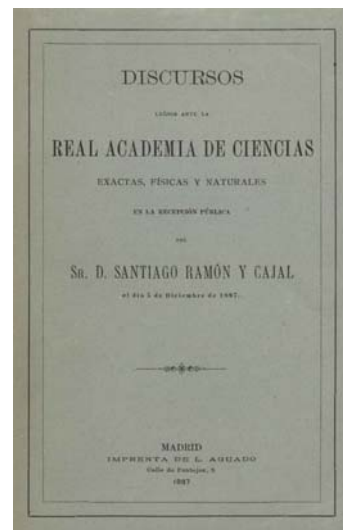 DISCURSOS
LEÍDOS ANTE LA
REAL ACADEMIA DE CIENCIAS
EXACTAS, FÍSICAS Y NATURALES
EN LA RECEPCIÓN PÚBLICA
DEL
SR. D. SANTIAGO RAMÓN Y CAJAL
el día 5 de Diciembre de 1897.
MADRID
IMPRENTA DE L. AGUADO
Calle de Pontejos, 8
1897